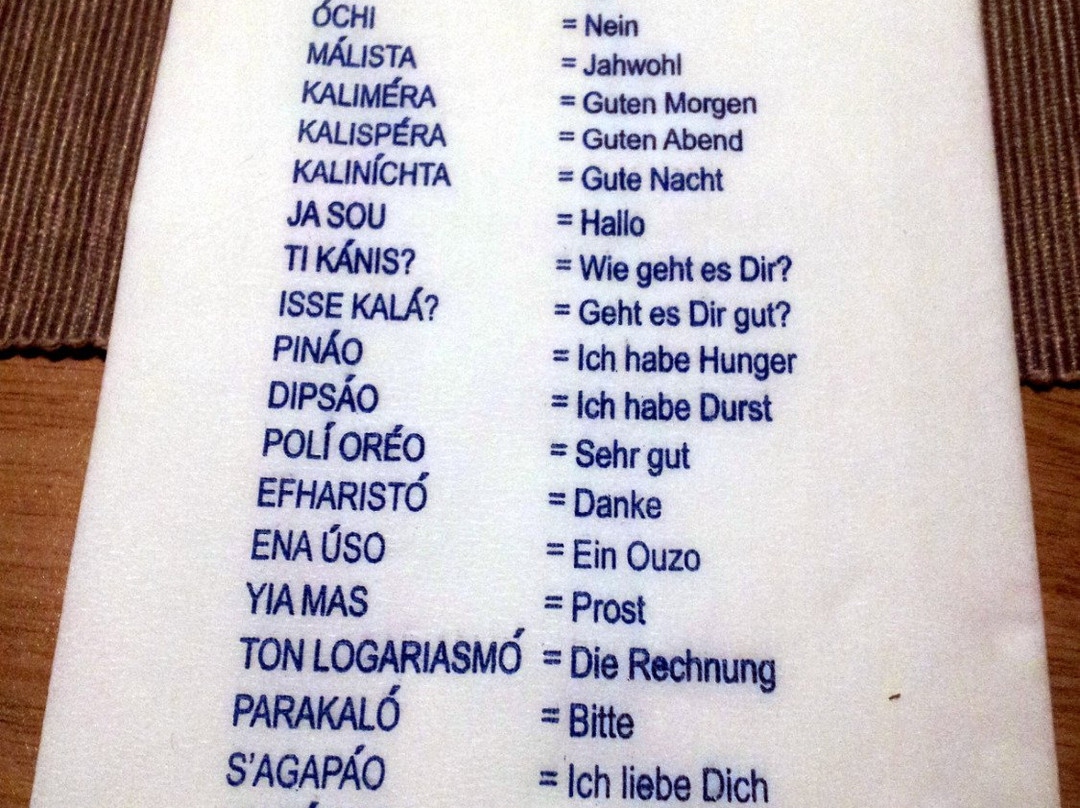 ÓCHI = Nein
MÁLISTA = Jahwohl
KALIMÉRA = Guten Morgen
KALISPÉRA = Guten Abend
KALINÍCHTA = Gute Nacht
JA SOU = Hallo
TI KÁNIS? = Wie geht es Dir?
ISSE KALÁ? = Geht es Dir gut?
PINÁO = Ich habe Hunger
DIPSÁO = Ich habe Durst
POLÍ ORÉO = Sehr gut
EFHARISTÓ = Danke
ENA ÚSO = Ein Ouzo
YIA MAS = Prost
TON LOGARIASMÓ = Die Rechnung
PARAKALÓ = Bitte
S'AGAPÁO = Ich liebe Dich